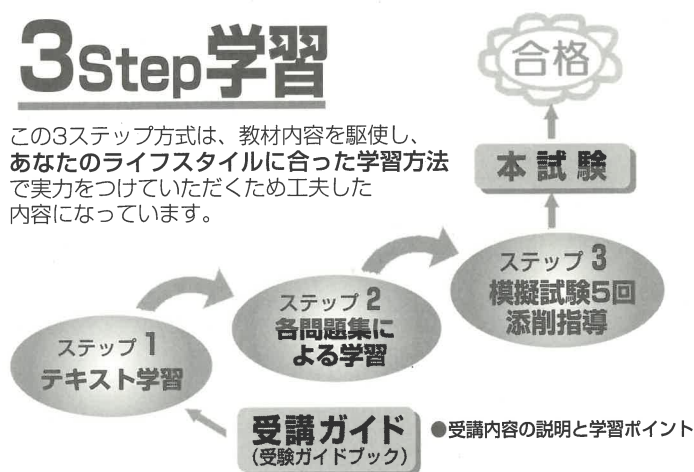 3Step学習
この3ステップ方式は、教材内容を駆使し、
あなたのライフスタイルに合った学習方法
で実力をつけていただくため工夫した
内容になっています。
合格
本試験
ステップ 3
模擬試験5回
添削指導
ステップ 2
各問題集に
よる学習
ステップ 1
テキスト学習
受講ガイド
(受験ガイドブック)
●受講内容の説明と学習ポイント